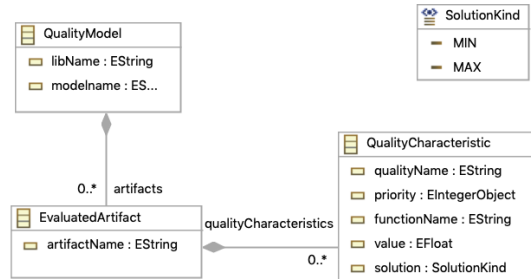 QualityModel
libName : EString
modelname : ES...
SolutionKind
MIN
MAX
0..* artifacts
EvaluatedArtifact
artifactName : EString
qualityCharacteristics
0..*
QualityCharacteristic
qualityName : EString
priority : EIntegerObject
functionName : EString
value : EFloat
solution : SolutionKind